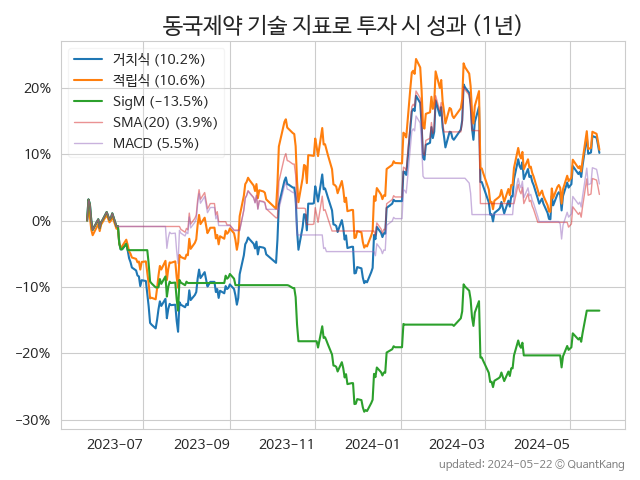 동국제약 기술 지표로 투자 시 성과 (1년)
거치식 (10.2%)
적립식 (10.6%)
SigM (−13.5%)
SMA(20) (3.9%)
MACD (5.5%)
20%
10%
0%
−10%
−20%
−30%
2023−07 2023−09 2023−11 2024−01 2024−03 2024−05
updated: 2024−05−22 © QuantKang